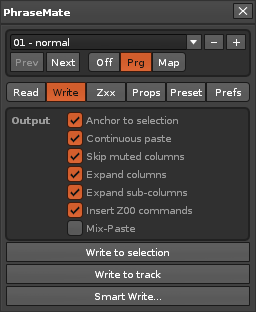 PhraseMate
01 - normal
Prev Next Off Prg Map
Read Write Zxx Props Preset Prefs
Output Anchor to selection
Continuous paste
Skip muted columns
Expand columns
Expand sub-columns
Insert Z00 commands
Mix-Paste
Write to selection
Write to track
Smart Write...